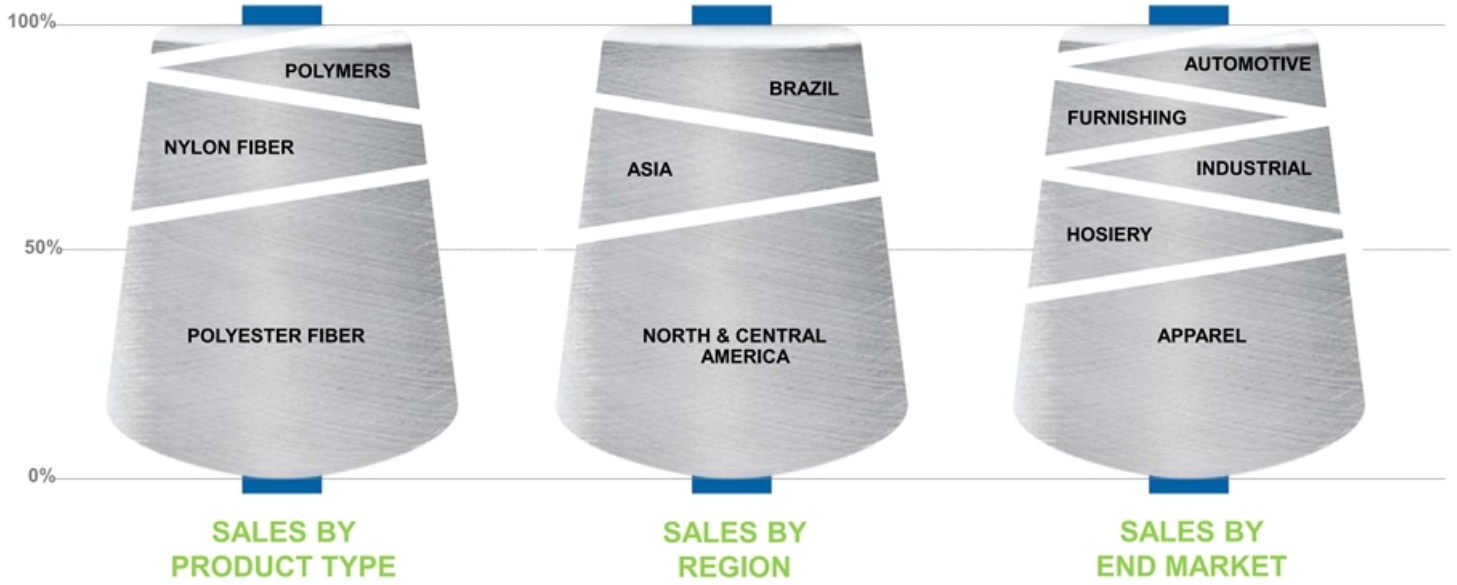 100%
POLYMERS
NYLON FIBER
50%
POLYESTER FIBER
0%
SALES BY
PRODUCT TYPE
BRAZIL
ASIA
NORTH & CENTRAL
AMERICA
SALES BY
REGION
AUTOMOTIVE
FURNISHING
INDUSTRIAL
HOSIERY
APPAREL
SALES BY
END MARKET